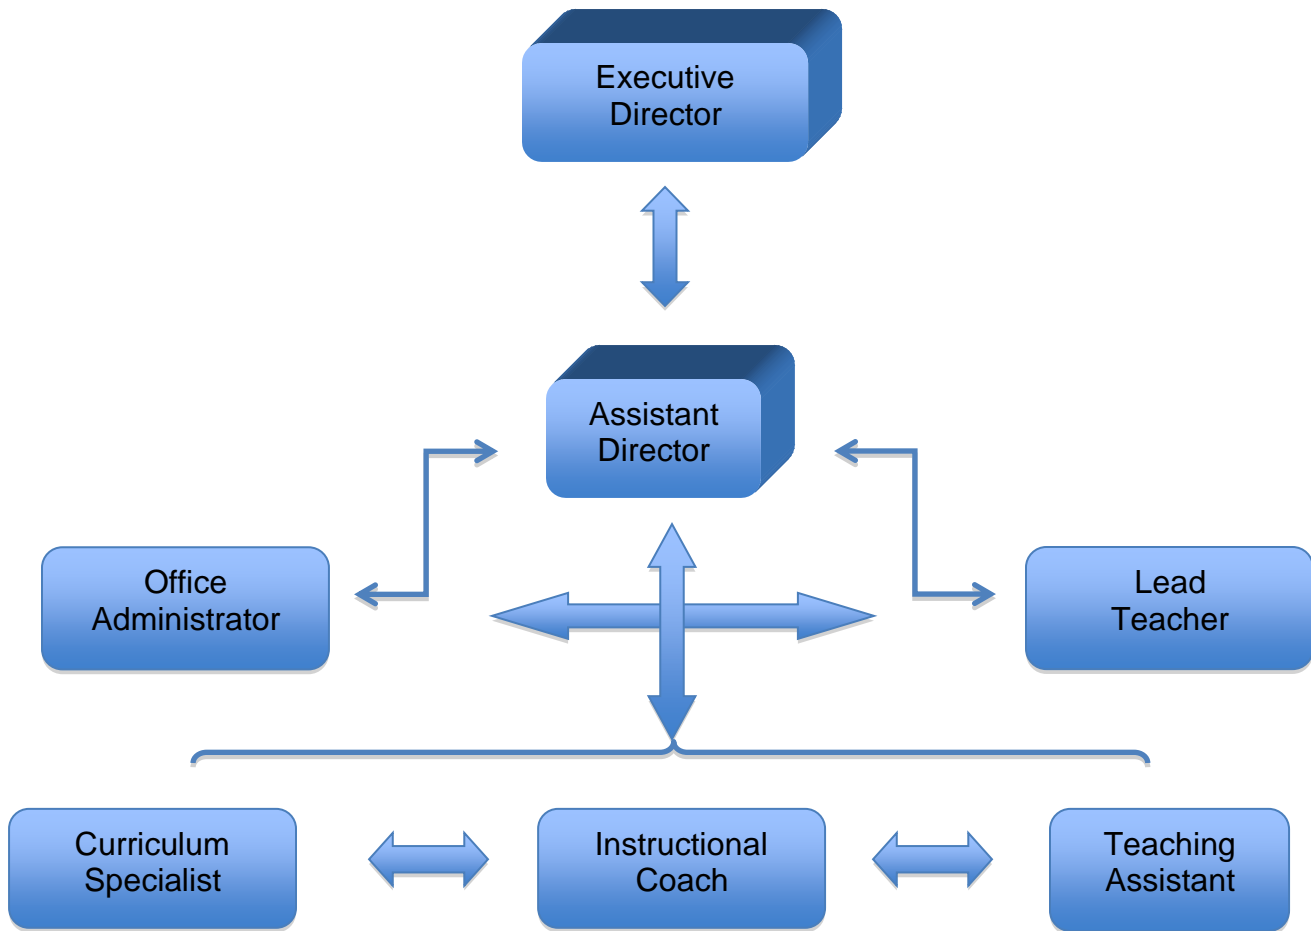 Executive
Director
Assistant
Director
Office
Administrator
Lead
Teacher
Curriculum
Specialist
Instructional
Coach
Teaching
Assistant